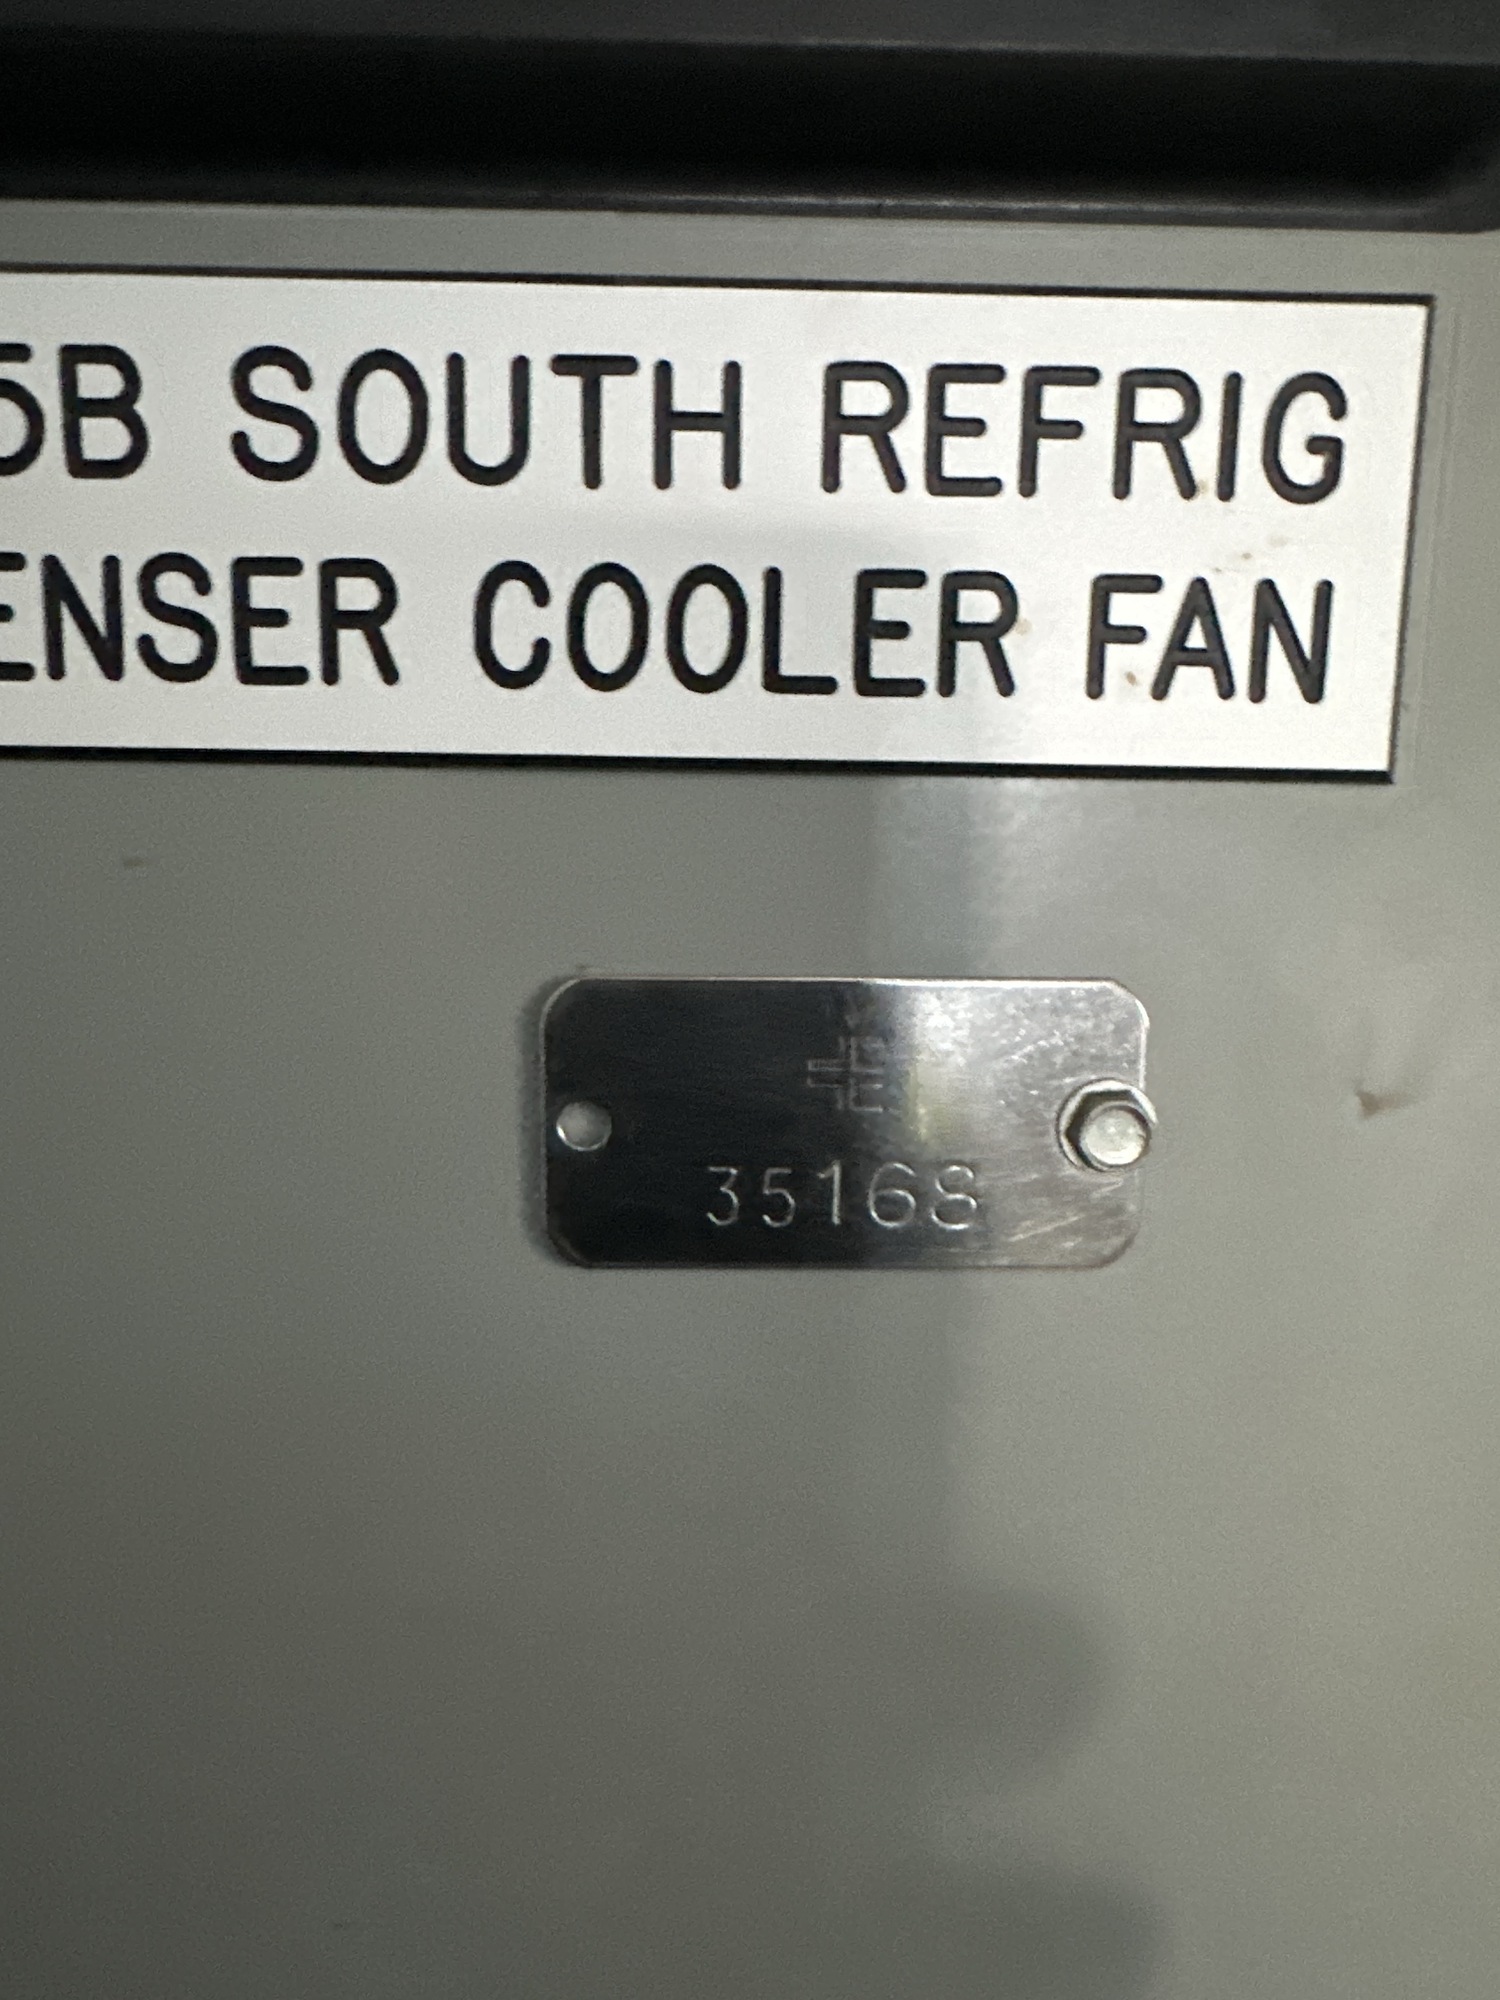 5B SOUTH REFRIG
ENSER COOLER FAN
35168